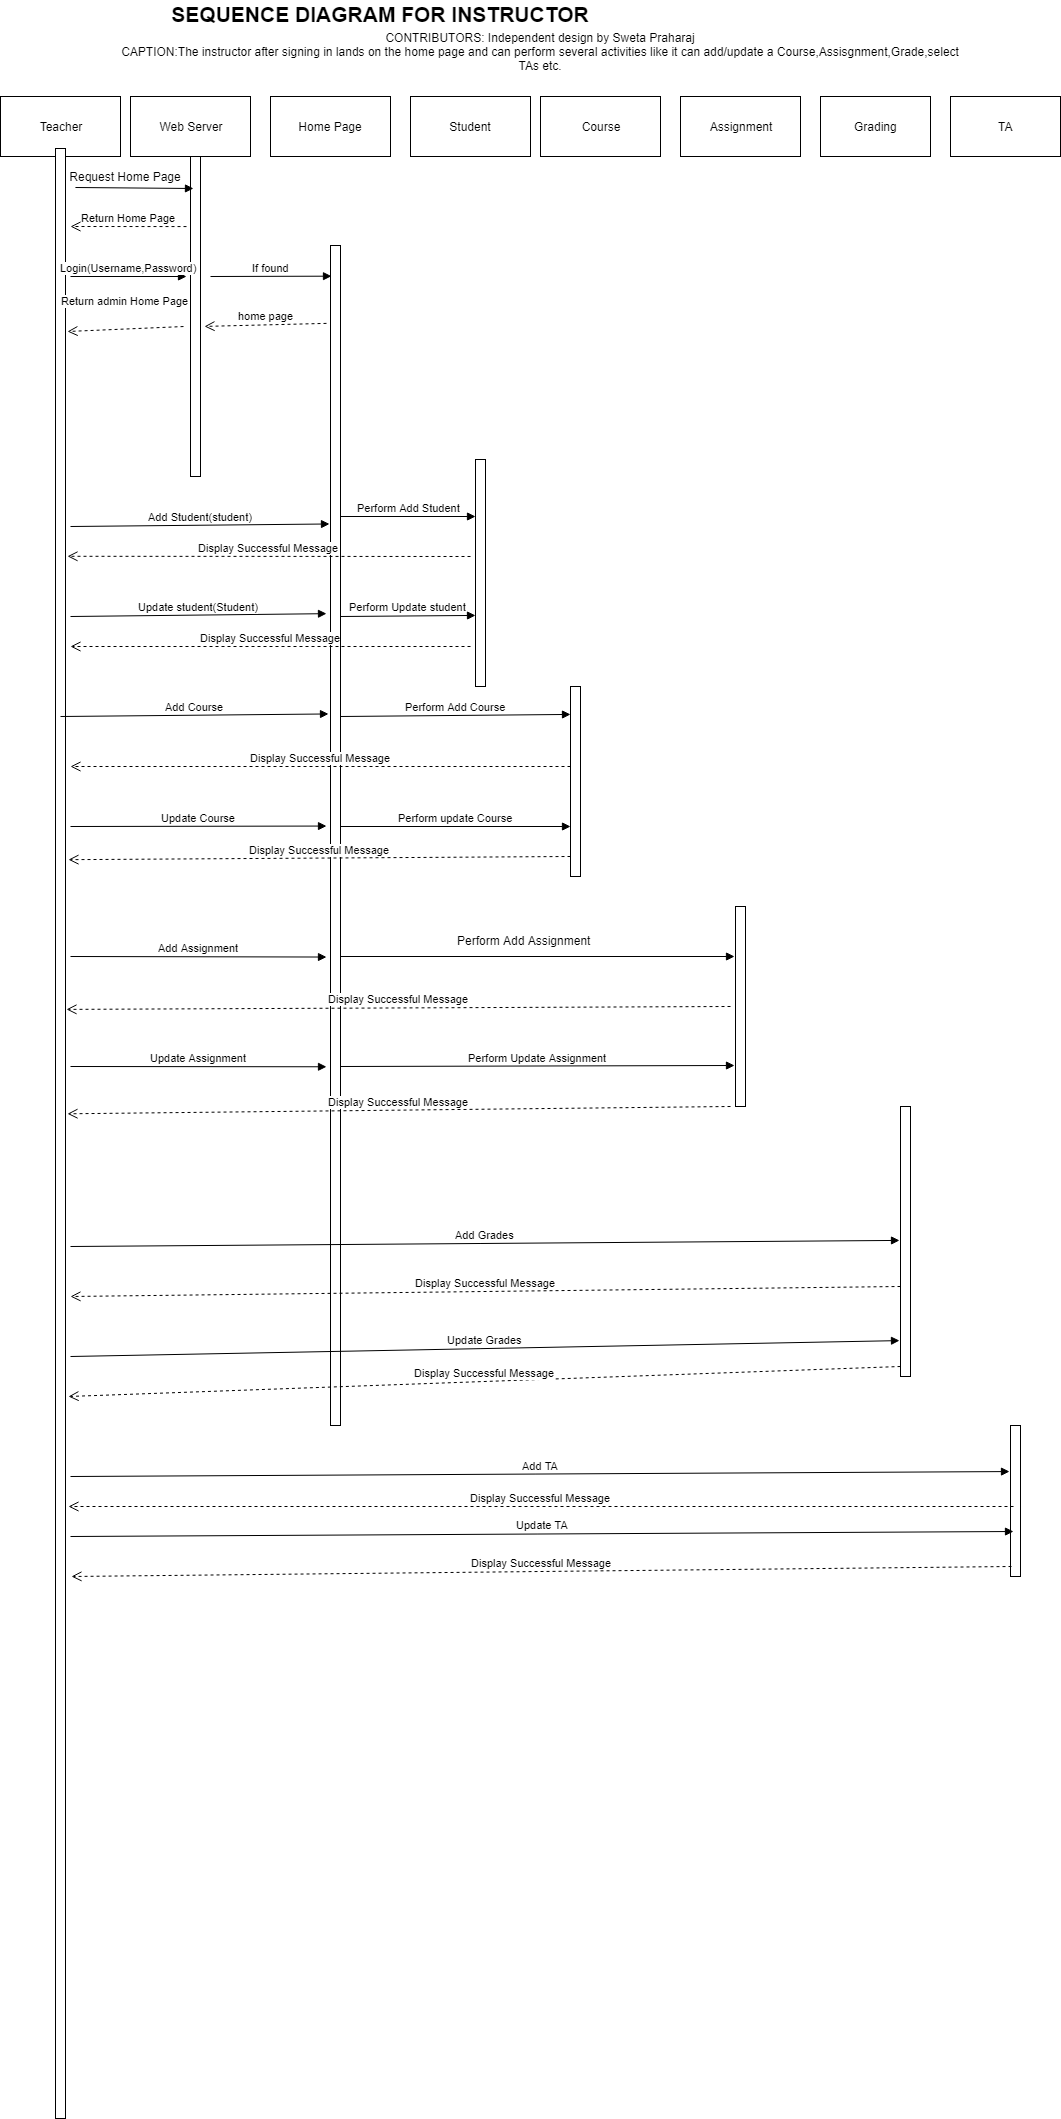 SEQUENCE DIAGRAM FOR INSTRUCTOR
CONTRIBUTORS: Independent design by Sweta Praharaj
CAPTION:The instructor after signing in lands on the home page and can perform several activities like it can add/update a Course,Assisgnment,Grade,select
TAs etc.
Teacher
Web Server
Home Page
Student
Course
Assignment
Grading
TA
Request Home Page
Return Home Page
Login(Username,Password)
If found
Return admin Home Page
home page
Perform Add Student
Add Student(student)
Display Successful Message
Update student(Student)
Perform Update student
Display Successful Message
Add Course
Perform Add Course
Display Successful Message
Update Course
Perform update Course
Display Successful Message
Add Assignment
Perform Add Assignment
Display Successful Message
Update Assignment
Perform Update Assignment
Display Successful Message
Add Grades
Display Successful Message
Update Grades
Display Successful Message
Add TA
Display Successful Message
Update TA
Display Successful Message